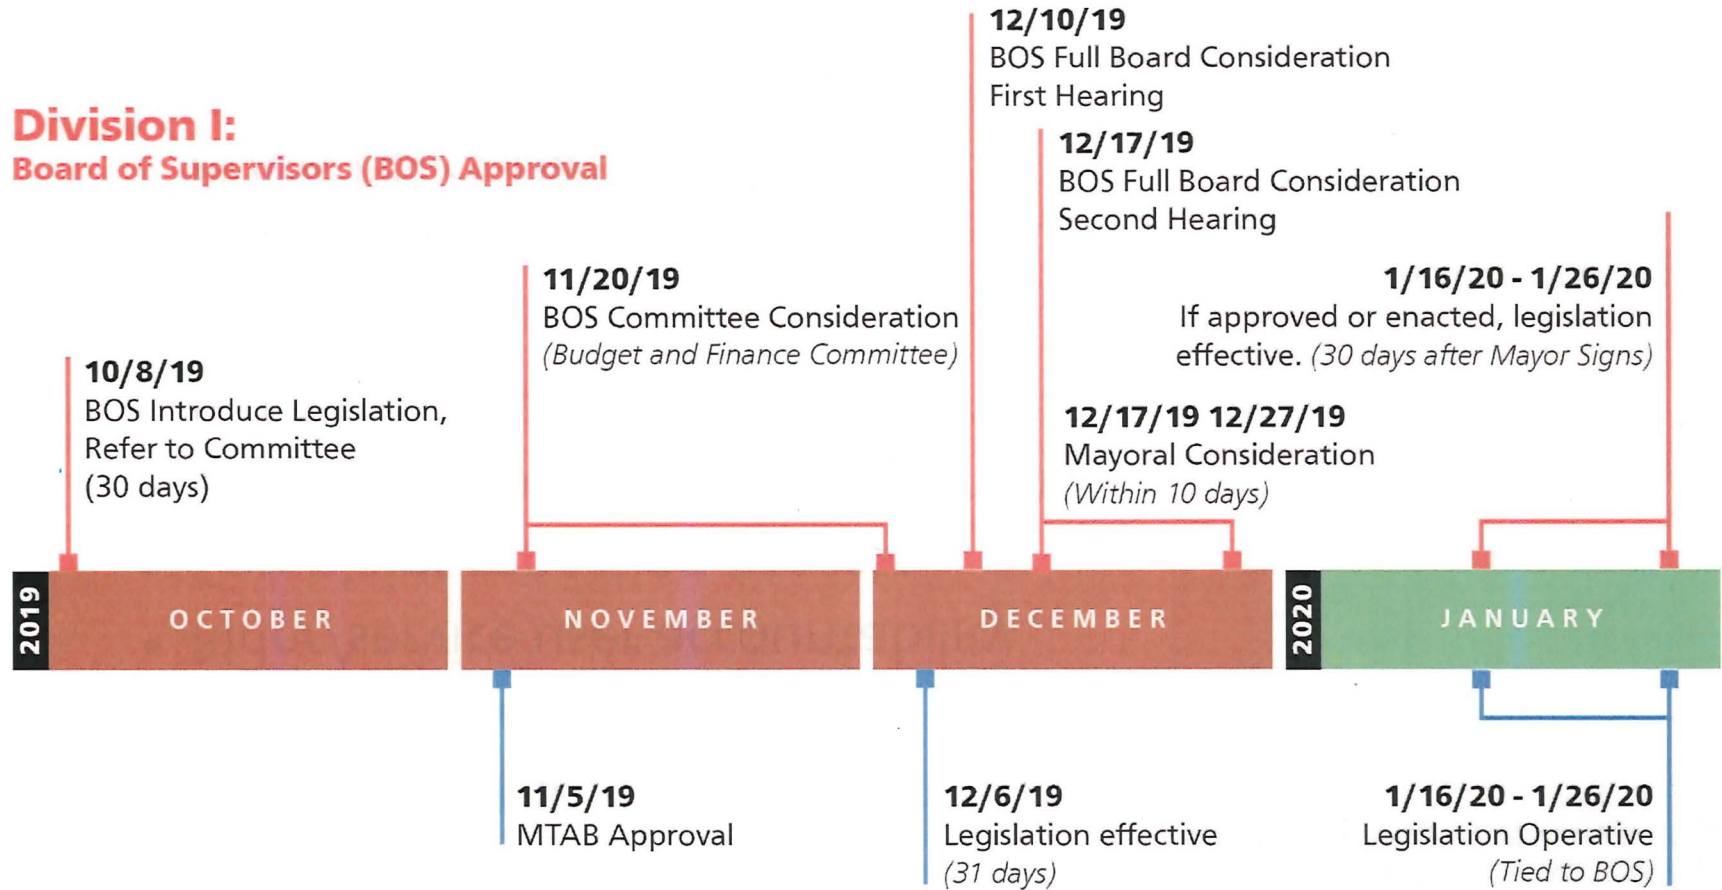 12/10/19
BOS Full Board Consideration
First Hearing
Division I:
Board of Supervisors (BOS) Approval
12/17/19
BOS Full Board Consideration
Second Hearing
11/20/19
BOS Committee Consideration
(Budget and Finance Committee)
1/16/20 - 1/26/20
If approved or enacted, legislation
effective. (30 days after Mayor Signs)
10/8/19
BOS Introduce Legislation,
Refer to Committee
(30 days)
12/17/19 12/27/19
Mayoral Consideration
(Within 10 days)
2019
OCTOBER
NOVEMBER
DECEMBER
2020
JANUARY
11/5/19
MTAB Approval
12/6/19
Legislation effective
(31 days)
1/16/20 - 1/26/20
Legislation Operative
(Tied to BOS)